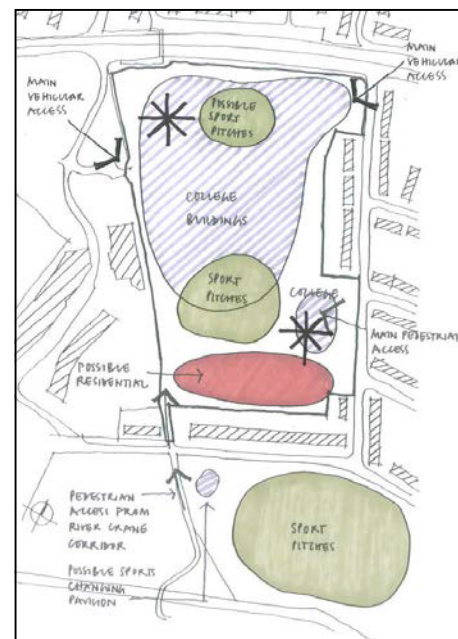 MAIN
VEHICULAR
ACCESS
MAIN
VEHICULAR
ACCESS
POSSIBLE
SPORT
PITCHES
COLLEGE
BUILDINGS
SPORT
PITCHES
COLLEGE
MAIN PEDESTRIAN
ACCESS
POSSIBLE
RESIDENTIAL
PEDESTRIAN
ACCESS FROM
RIVER CRANE
CORRIDOR
POSSIBLE SPORTS
CHANGING
PAVILION
SPORT
PITCHES